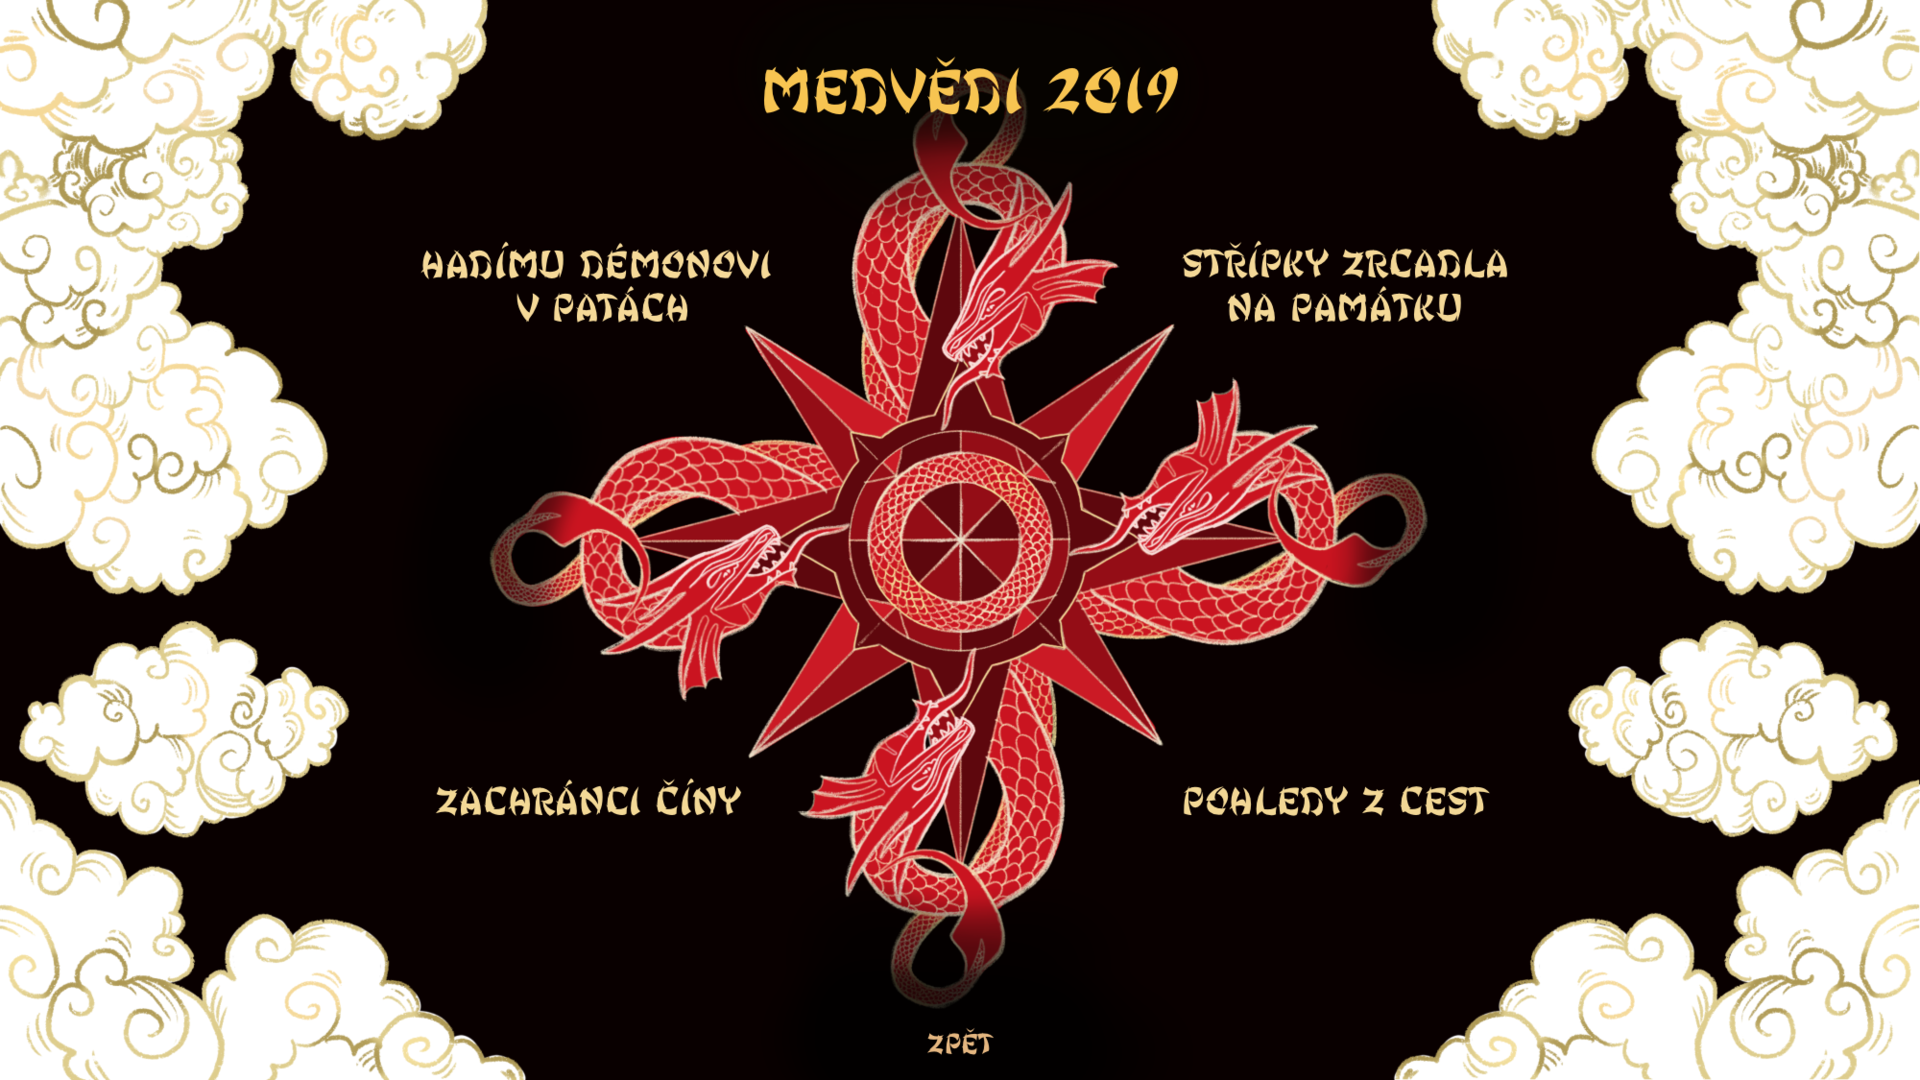 MEDVĚDI 2019
HADÍMU DÉMONOVI
V PATÁCH
STŘÍPKY ZRCADLA
NA PAMÁTKU
ZACHRÁNCI ČÍNY
POHLEDY Z CEST
ZPĚT